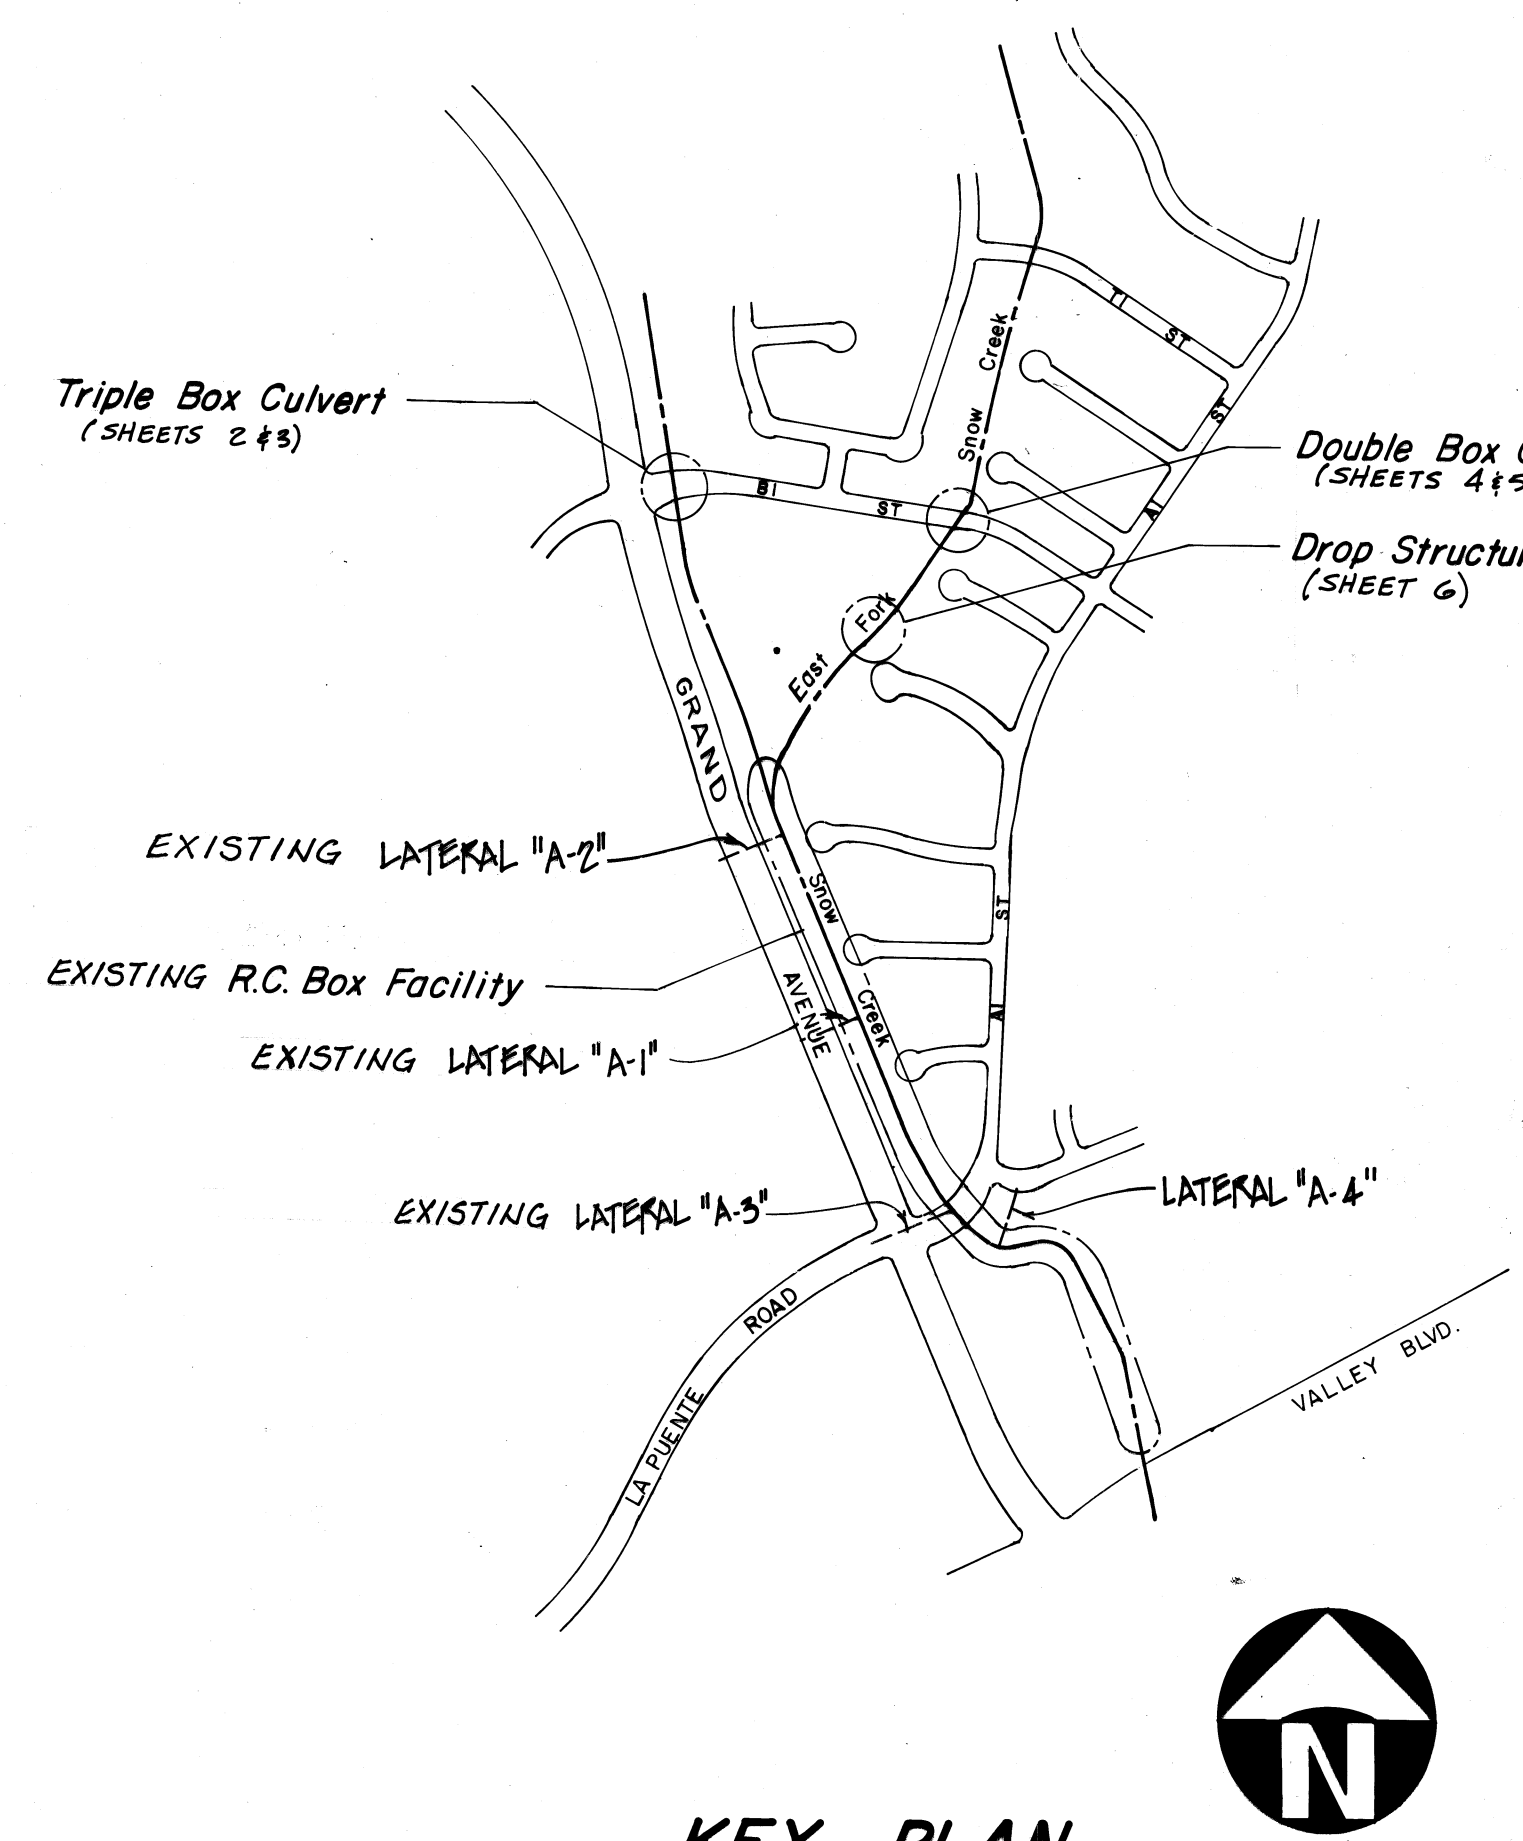 TI ST
Snow Creek
Triple Box Culvert
(SHEETS 2 & 3)
ST
Double Box
(SHEETS 4 & 5
BI ST
AI
Drop
(SHEET 6)
East Fork
GRAND
EXISTING LATERAL "A-2"
Snow
ST
EXISTING R.C. Box Facility
AVENUE
Creek
AI
EXISTING LATERAL "A-1"
EXISTING LATERAL "A-3"
LATERAL "A-4"
LA PUENTE ROAD
VALLEY BLVD.
N
KEY PLAN